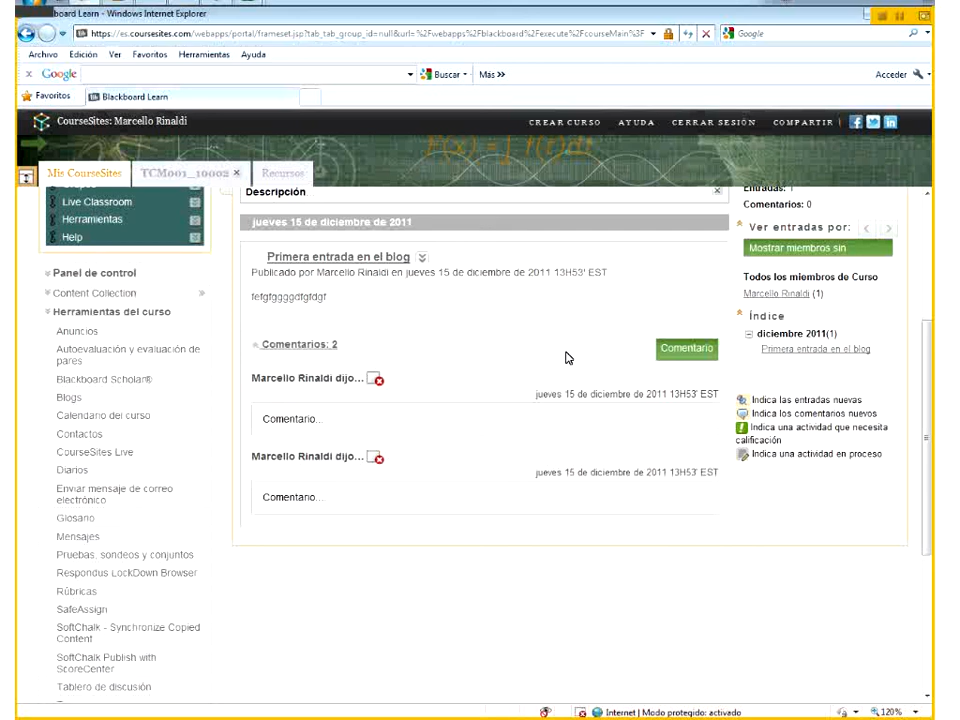 board Learn - Windows Internet Explorer
https://es.coursesites.com/webapps/portal/frameset.jsp?tab_tab_group_id=null&url=%2Fwebapps%2Fblackboard%2Fexecute%2FcourseMain%3F
Google
Archivo Edición Ver Favoritos Herramientas Ayuda
x Google Buscar Más >> Acceder
Favoritos Blackboard Learn
CourseSites: Marcello Rinaldi CREAR CURSO AYUDA CERRAR SESIÓN COMPARTIR
Mis CourseSites TCM001_10002 × Recursos
Live Classroom
Herramientas
Help
Panel de control
Content Collection
Herramientas del curso
Anuncios
Autoevaluación y evaluación de
pares
Blackboard Scholar®
Blogs
Calendario del curso
Contactos
CourseSites Live
Diarios
Enviar mensaje de correo
electrónico
Glosario
Mensajes
Pruebas, sondeos y conjuntos
Respondus LockDown Browser
Rúbricas
SafeAssign
SoftChalk - Synchronize Copied
Content
SoftChalk Publish with
ScoreCenter
Tablero de discusión
Descripción
jueves 15 de diciembre de 2011
Primera entrada en el blog
Publicado por Marcello Rinaldi en jueves 15 de diciembre de 2011 13H53' EST
fefgfggggdfgfdgf
Comentarios: 2
Comentario
Marcello Rinaldi dijo...
jueves 15 de diciembre de 2011 13H53' EST
Comentario...
Marcello Rinaldi dijo...
jueves 15 de diciembre de 2011 13H53' EST
Comentario...
Entradas: 1
Comentarios: 0
Ver entradas por:
Mostrar miembros sin
Todos los miembros de Curso
Marcello Rinaldi (1)
Índice
diciembre 2011(1)
Primera entrada en el blog
Indica las entradas nuevas
Indica los comentarios nuevos
Indica una actividad que necesita
calificación
Indica una actividad en proceso
Internet | Modo protegido: activado
120%